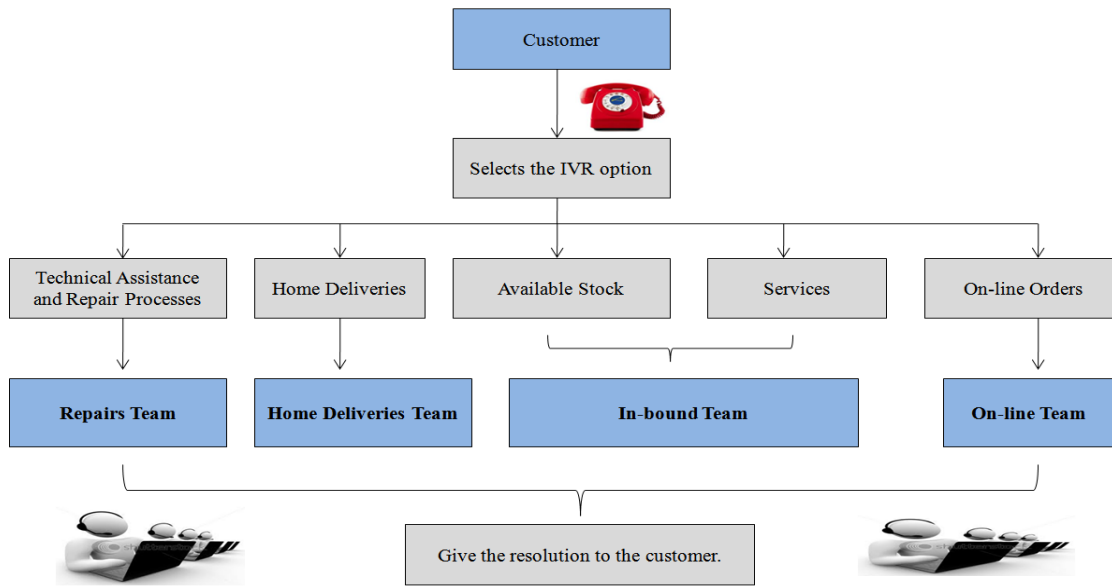 Customer
Selects the IVR option
Technical Assistance
and Repair Processes
Home Deliveries
Available Stock
Services
On-line Orders
Repairs Team
Home Deliveries Team
In-bound Team
On-line Team
Give the resolution to the customer.